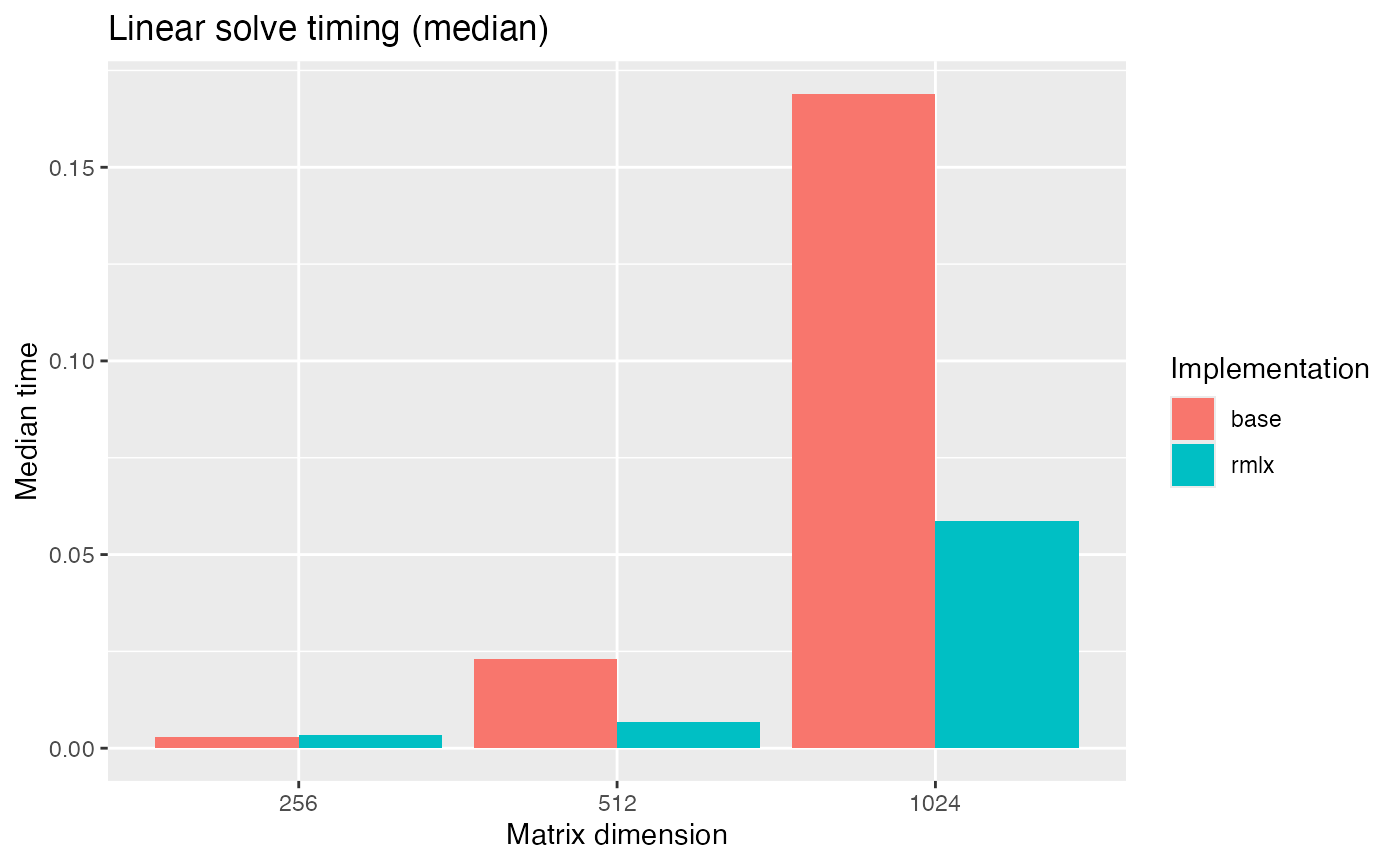 Linear solve timing (median)
Median time
0.15
0.10
0.05
0.00
256
512
1024
Matrix dimension
Implementation
base
rmlx